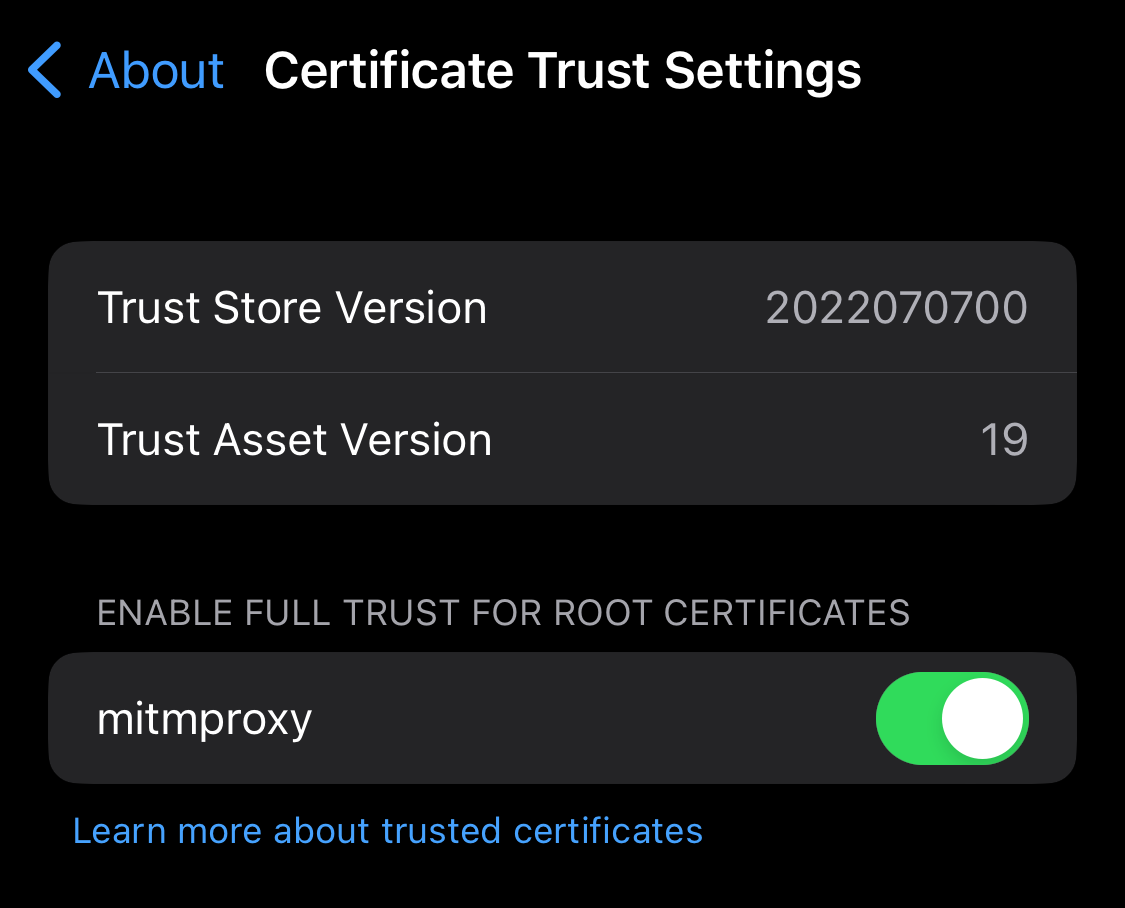 About Certificate Trust Settings
Trust Store Version 2022070700
Trust Asset Version 19
ENABLE FULL TRUST FOR ROOT CERTIFICATES
mitmproxy
Learn more about trusted certificates